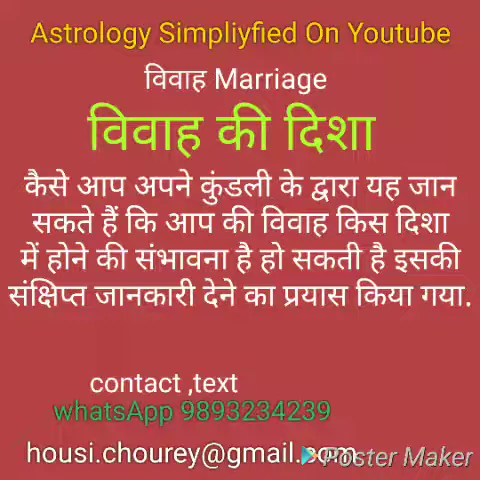 Astrology Simpliyfied On Youtube
विवाह Marriage
विवाह की दिशा
कैसे आप अपने कुंडली के द्वारा यह जान
सकते हैं कि आप की विवाह किस दिशा
में होने की संभावना है हो सकती है इसकी
संक्षिप्त जानकारी देने का प्रयास किया गया.
contact ,text
whatsApp 9893234239
housi.chourey@gmail.com
Poster Maker